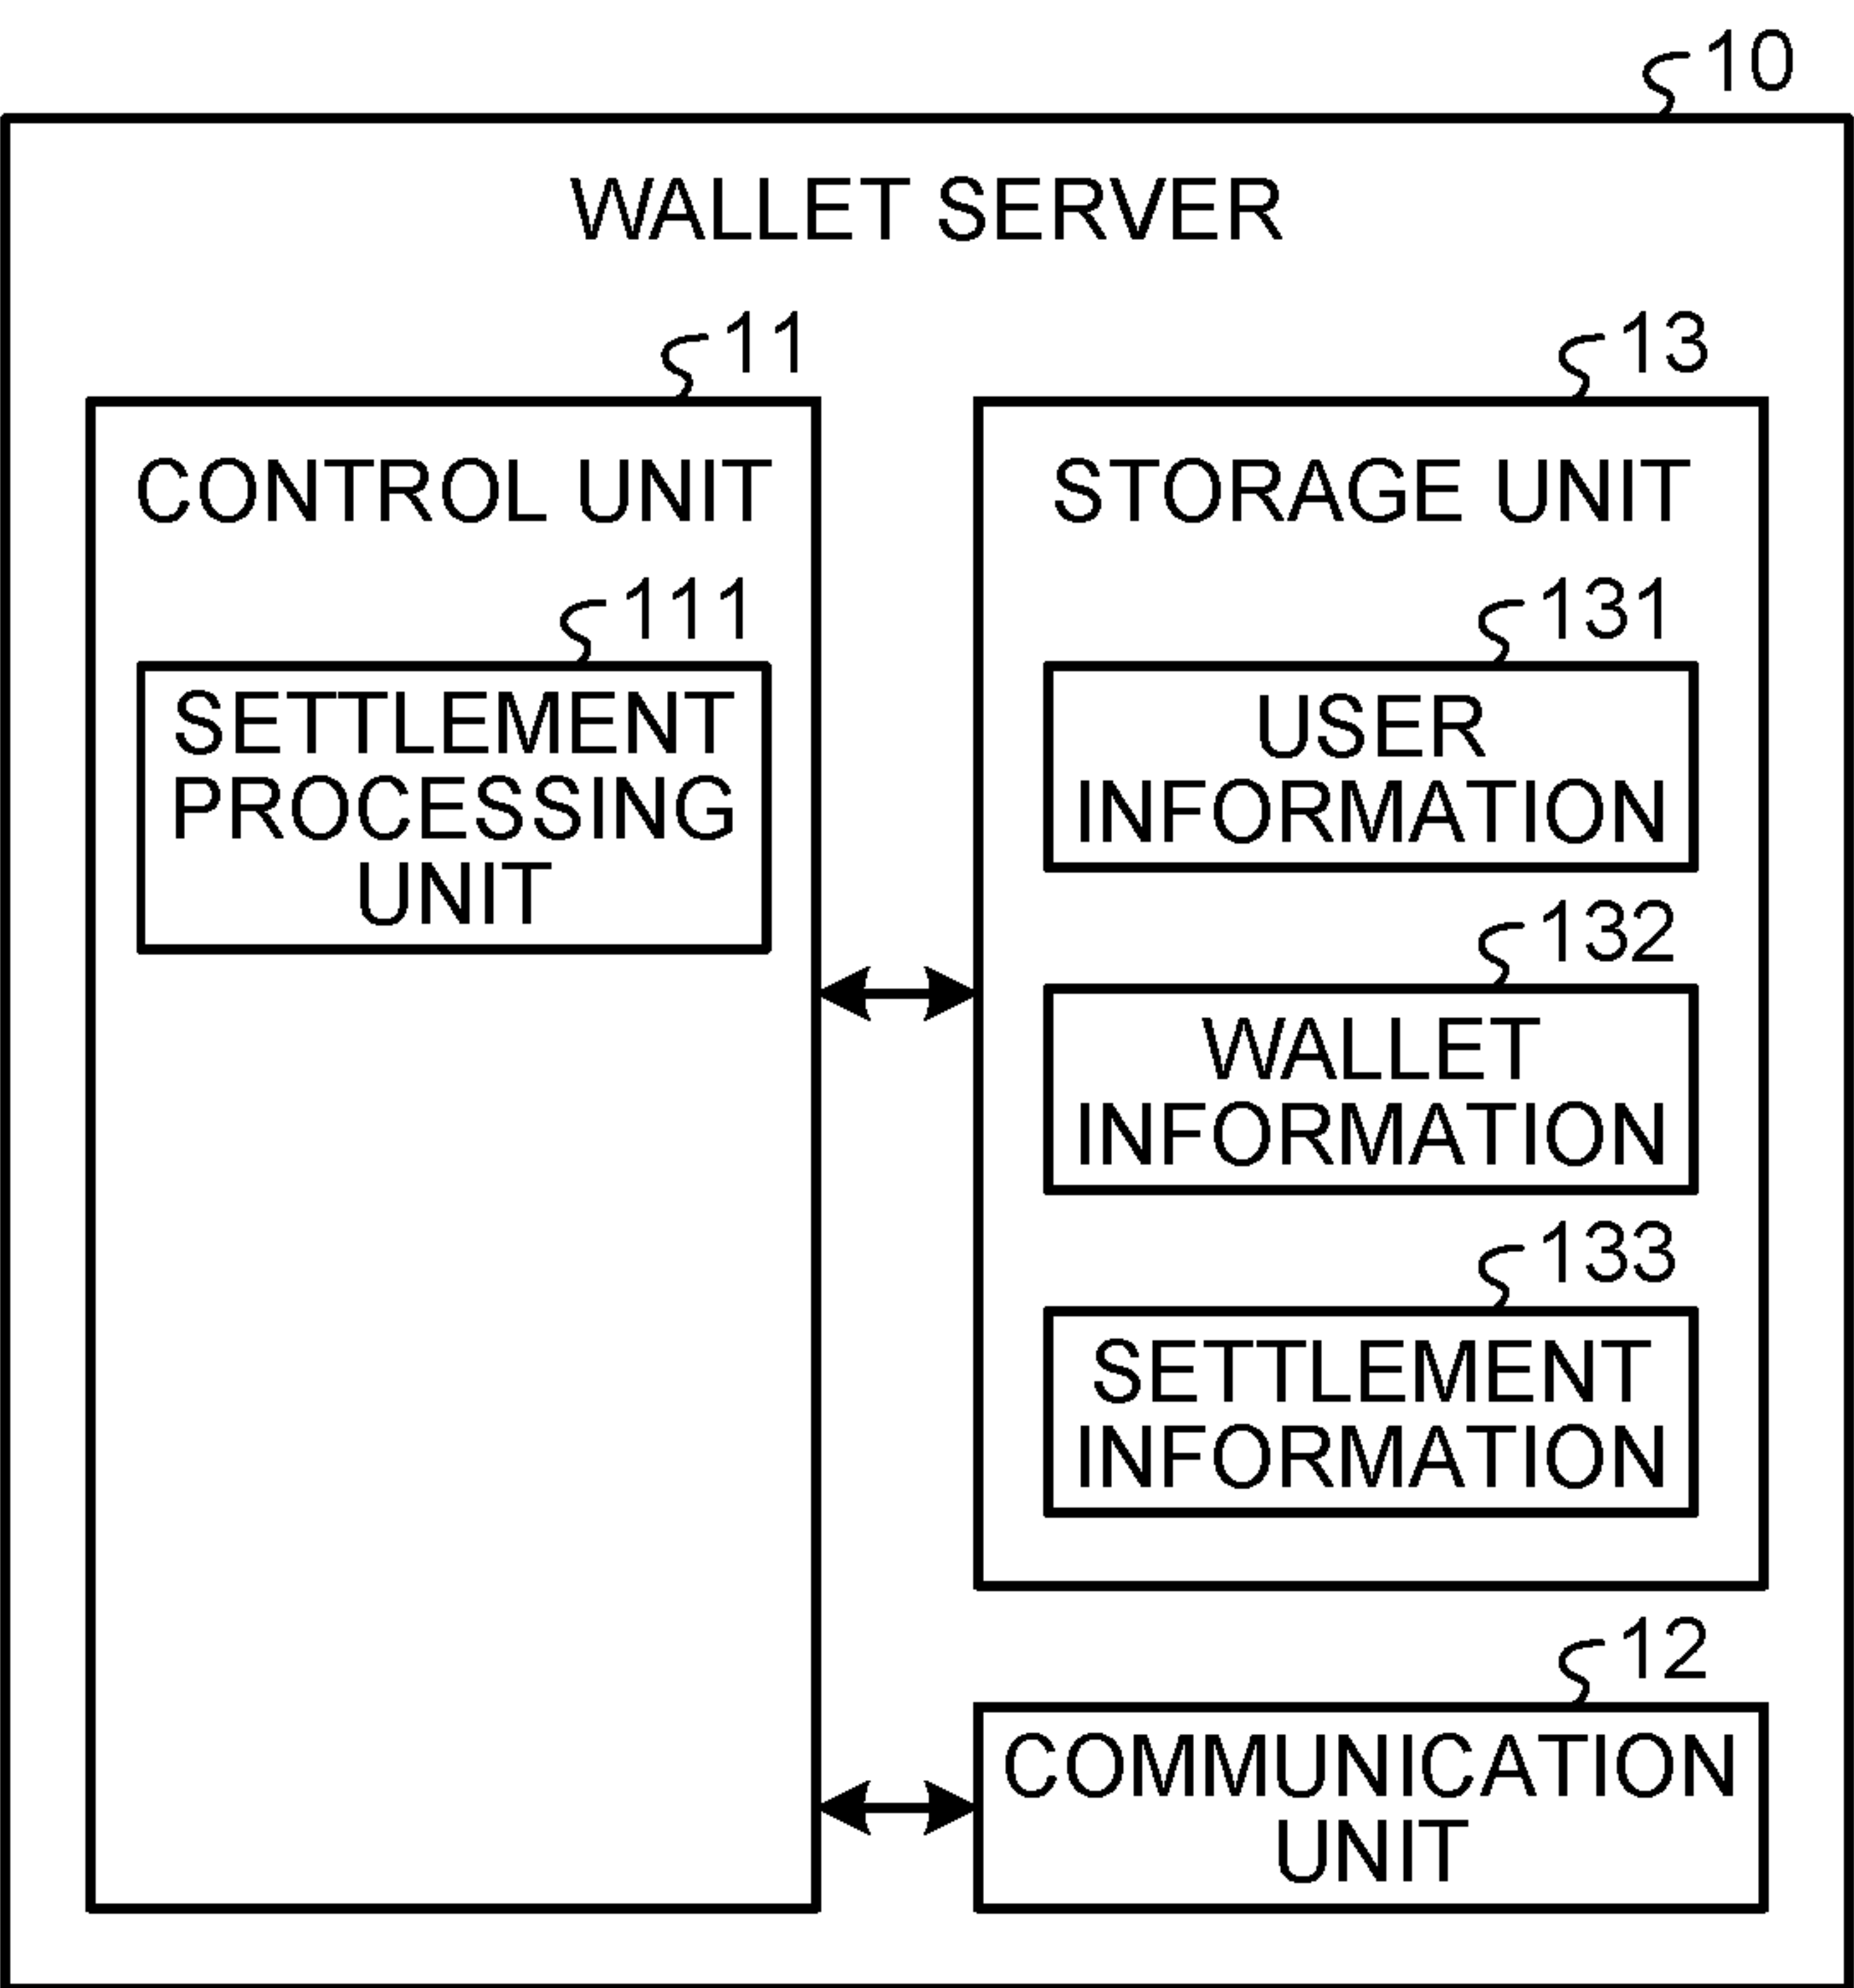 10
WALLET SERVER
11
CONTROL UNIT
111
SETTLEMENT
PROCESSING
UNIT
13
STORAGE UNIT
131
USER
INFORMATION
132
WALLET
INFORMATION
133
SETTLEMENT
INFORMATION
12
COMMUNICATION
UNIT